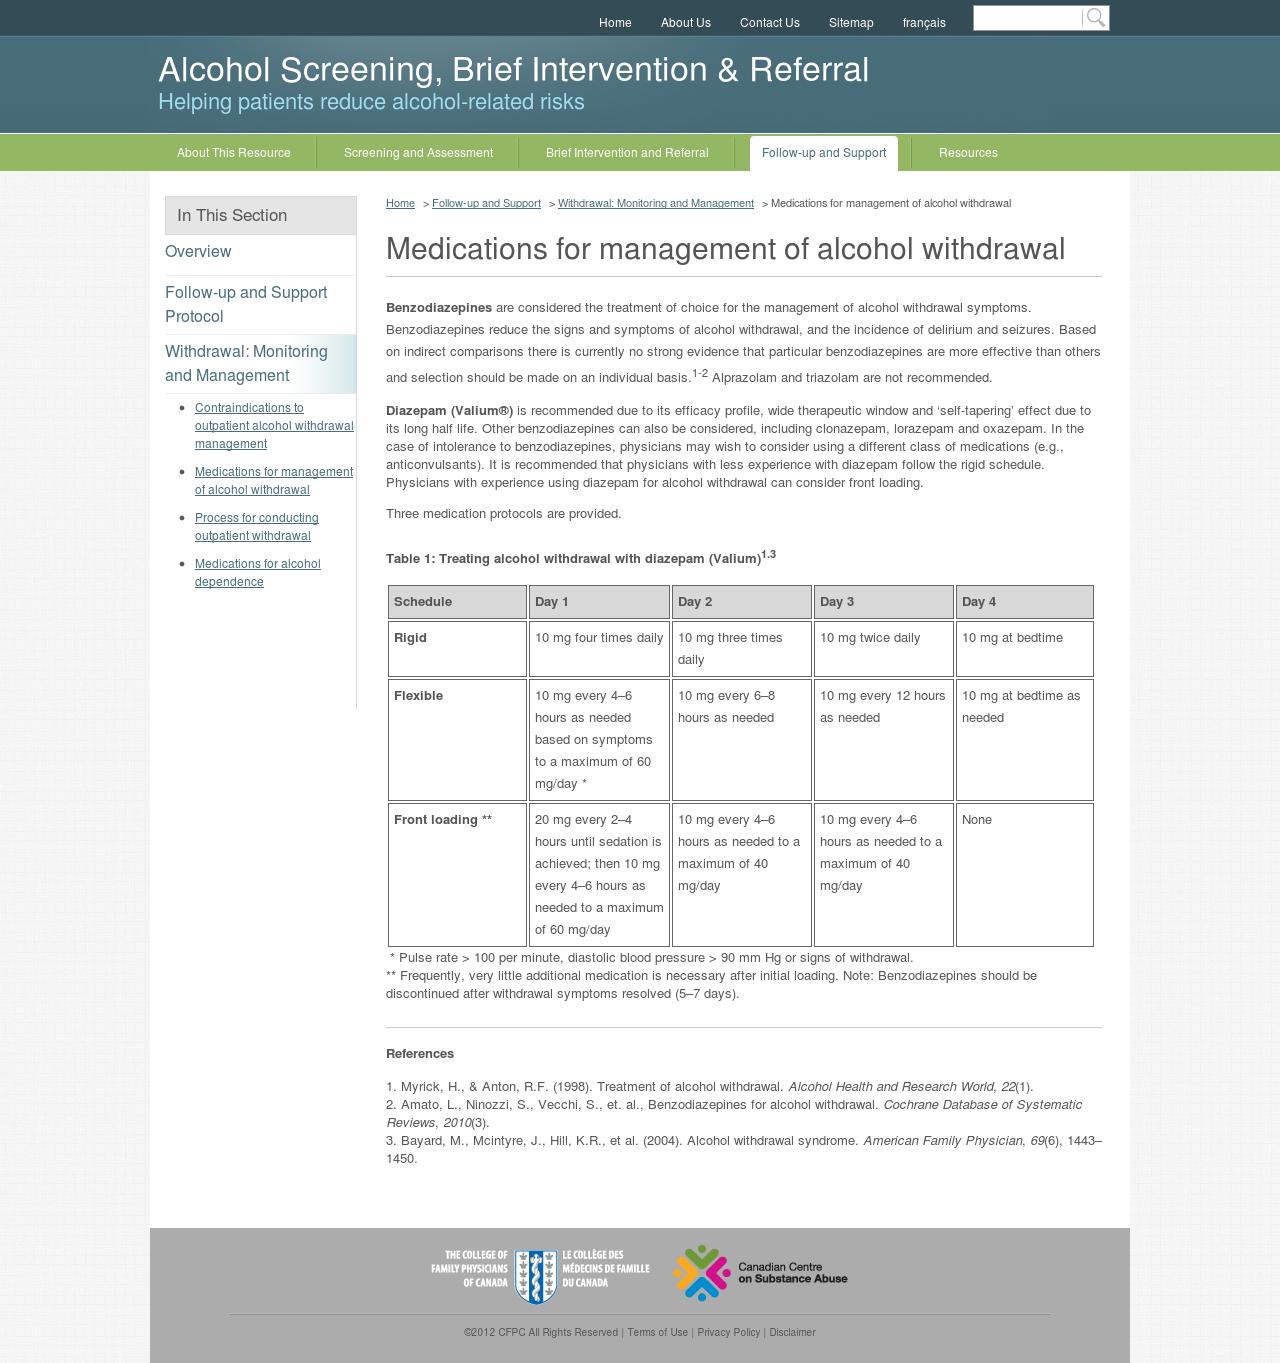 Home About Us Contact Us Sitemap français
Alcohol Screening, Brief Intervention & Referral
Helping patients reduce alcohol-related risks
About This Resource Screening and Assessment Brief Intervention and Referral Follow-up and Support Resources
In This Section
Overview
Follow-up and Support
Protocol
Withdrawal: Monitoring
and Management
• Contraindications to
outpatient alcohol withdrawal
management
• Medications for management
of alcohol withdrawal
• Process for conducting
outpatient withdrawal
• Medications for alcohol
dependence
Home > Follow-up and Support > Withdrawal: Monitoring and Management > Medications for management of alcohol withdrawal
Medications for management of alcohol withdrawal
Benzodiazepines are considered the treatment of choice for the management of alcohol withdrawal symptoms.
Benzodiazepines reduce the signs and symptoms of alcohol withdrawal, and the incidence of delirium and seizures. Based
on indirect comparisons there is currently no strong evidence that particular benzodiazepines are more effective than others
and selection should be made on an individual basis.1-2 Alprazolam and triazolam are not recommended.
Diazepam (Valium®) is recommended due to its efficacy profile, wide therapeutic window and ‘self-tapering’ effect due to
its long half life. Other benzodiazepines can also be considered, including clonazepam, lorazepam and oxazepam. In the
case of intolerance to benzodiazepines, physicians may wish to consider using a different class of medications (e.g.,
anticonvulsants). It is recommended that physicians with less experience with diazepam follow the rigid schedule.
Physicians with experience using diazepam for alcohol withdrawal can consider front loading.
Three medication protocols are provided.
Table 1: Treating alcohol withdrawal with diazepam (Valium)1.3
Schedule Day 1 Day 2 Day 3 Day 4
Rigid 10 mg four times daily 10 mg three times 10 mg twice daily 10 mg at bedtime
daily
Flexible 10 mg every 4–6 10 mg every 6–8 10 mg every 12 hours 10 mg at bedtime as
hours as needed hours as needed as needed needed
based on symptoms
to a maximum of 60
mg/day *
Front loading ** 20 mg every 2–4 10 mg every 4–6 10 mg every 4–6 None
hours until sedation is hours as needed to a hours as needed to a
achieved; then 10 mg maximum of 40 maximum of 40
every 4–6 hours as mg/day mg/day
needed to a maximum
of 60 mg/day
* Pulse rate > 100 per minute, diastolic blood pressure > 90 mm Hg or signs of withdrawal.
** Frequently, very little additional medication is necessary after initial loading. Note: Benzodiazepines should be
discontinued after withdrawal symptoms resolved (5–7 days).
References
1. Myrick, H., & Anton, R.F. (1998). Treatment of alcohol withdrawal. Alcohol Health and Research World, 22(1).
2. Amato, L., Ninozzi, S., Vecchi, S., et. al., Benzodiazepines for alcohol withdrawal. Cochrane Database of Systematic
Reviews, 2010(3).
3. Bayard, M., Mcintyre, J., Hill, K.R., et al. (2004). Alcohol withdrawal syndrome. American Family Physician, 69(6), 1443–
1450.
THE COLLEGE OF LE COLLÈGE DES
FAMILY PHYSICIANS MÉDECINS DE FAMILLE
OF CANADA DU CANADA
Canadian Centre
on Substance Abuse
©2012 CFPC All Rights Reserved | Terms of Use | Privacy Policy | Disclaimer